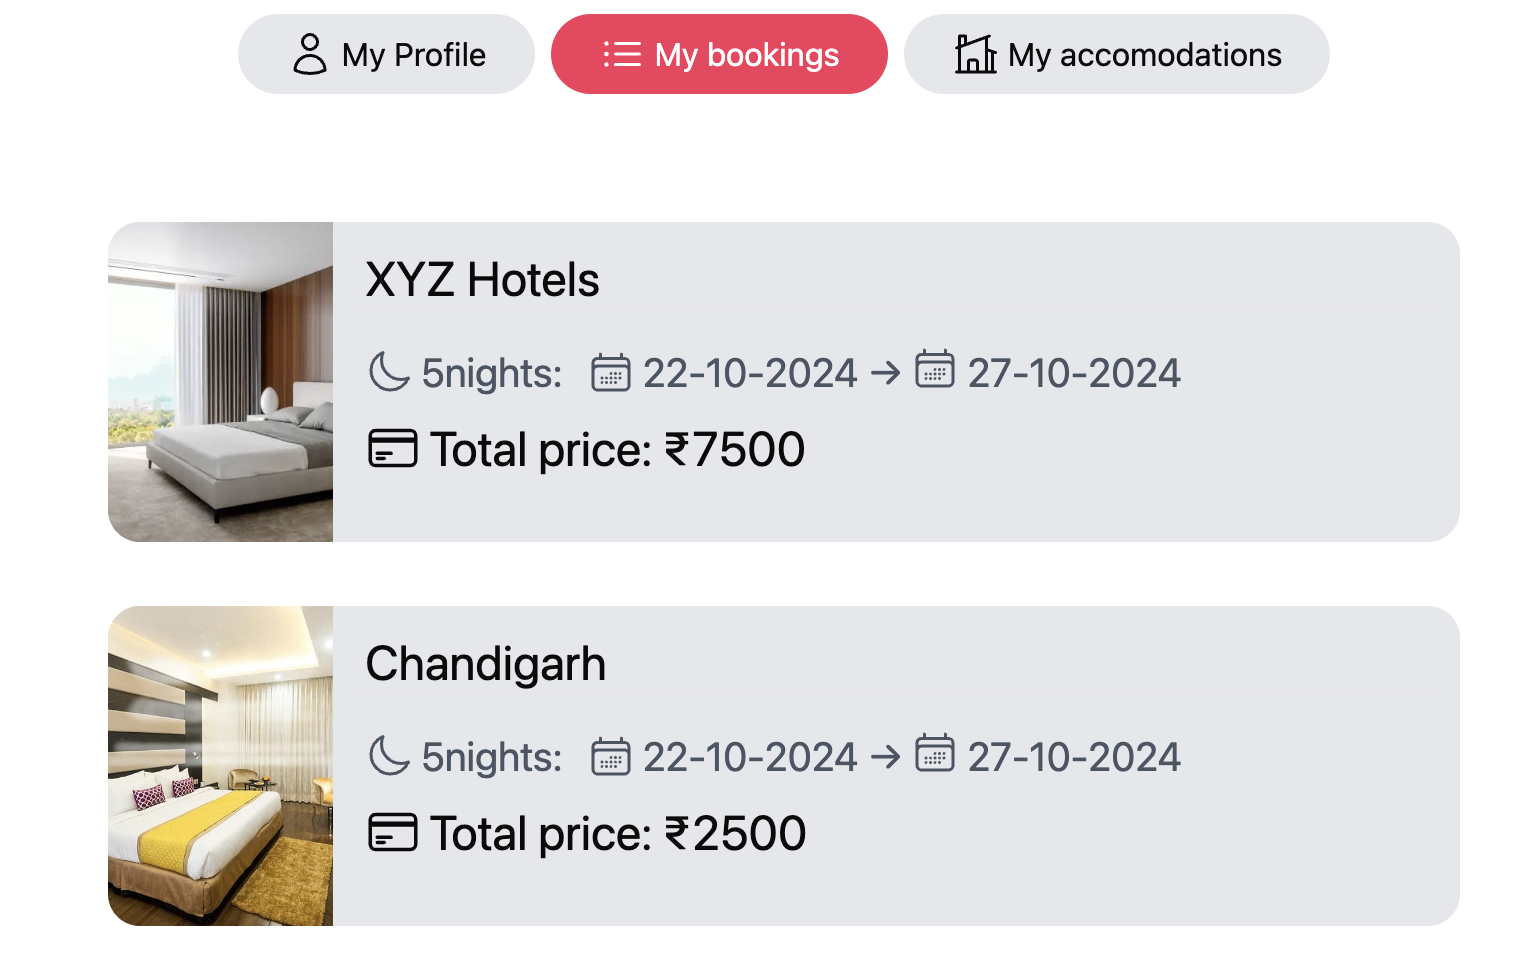 My Profile
My bookings
My accomodations
XYZ Hotels
5nights: 22-10-2024 → 27-10-2024
Total price: ₹7500
Chandigarh
5nights: 22-10-2024 → 27-10-2024
Total price: ₹2500